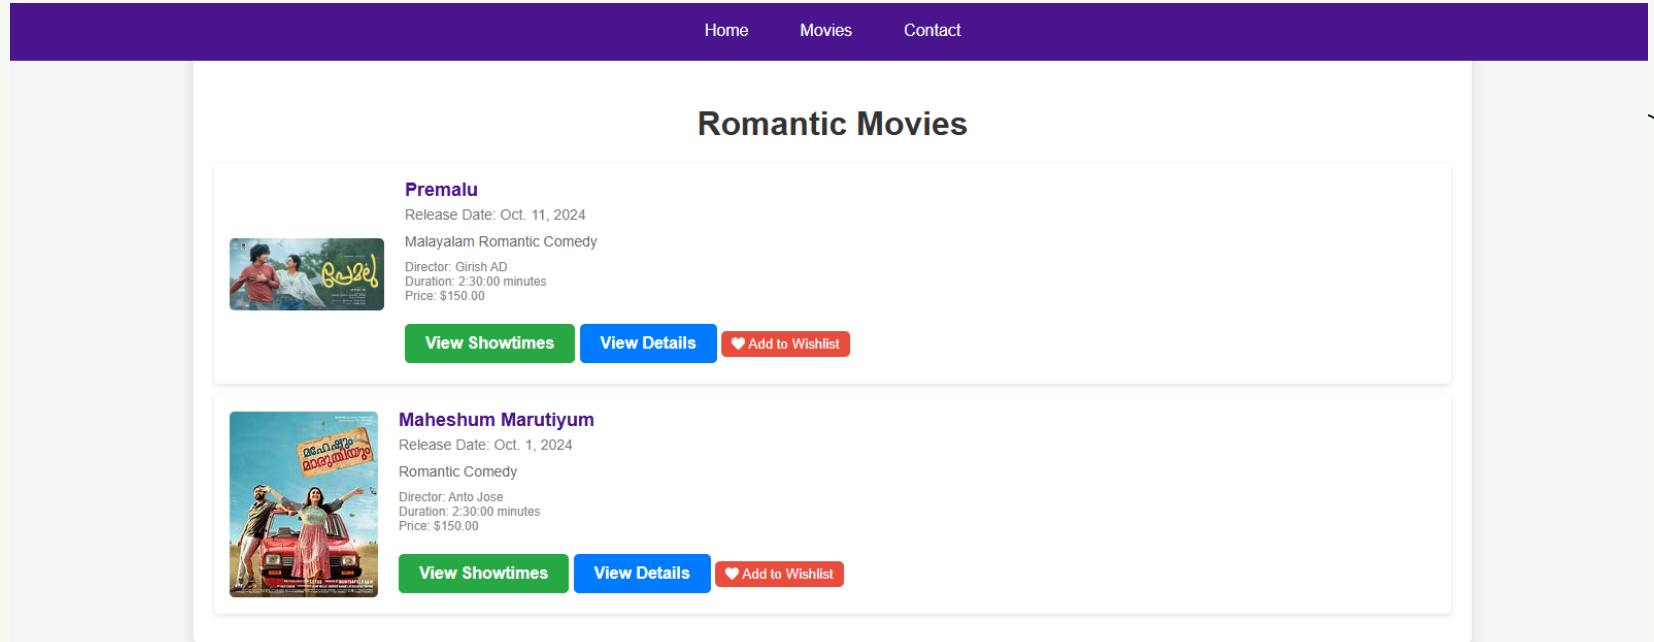 Home Movies Contact
Romantic Movies
Premalu
Release Date: Oct. 11, 2024
Malayalam Romantic Comedy
Director: Girish AD
Duration: 2:30:00 minutes
Price: $150.00
പ്രേമലു
View Showtimes View Details Add to Wishlist
Maheshum Marutiyum
Release Date: Oct. 1, 2024
Romantic Comedy
Director: Anto Jose
Duration: 2:30:00 minutes
Price: $150.00
മഹേഷും
മാരുതിയും
View Showtimes View Details Add to Wishlist